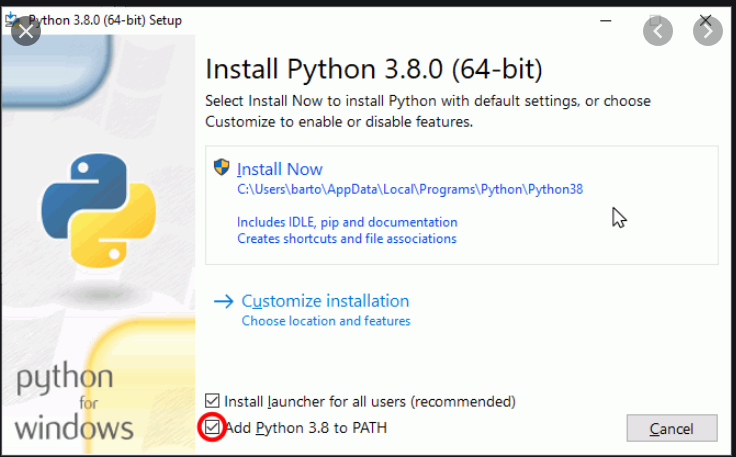 Python 3.8.0 (64-bit) Setup
Install Python 3.8.0 (64-bit)
Select Install Now to install Python with default settings, or choose
Customize to enable or disable features.
Install Now
C:\Users\barto\AppData\Local\Programs\Python\Python38
Includes IDLE, pip and documentation
Creates shortcuts and file associations
Customize installation
Choose location and features
python
for
windows
Install launcher for all users (recommended)
Add Python 3.8 to PATH
Cancel